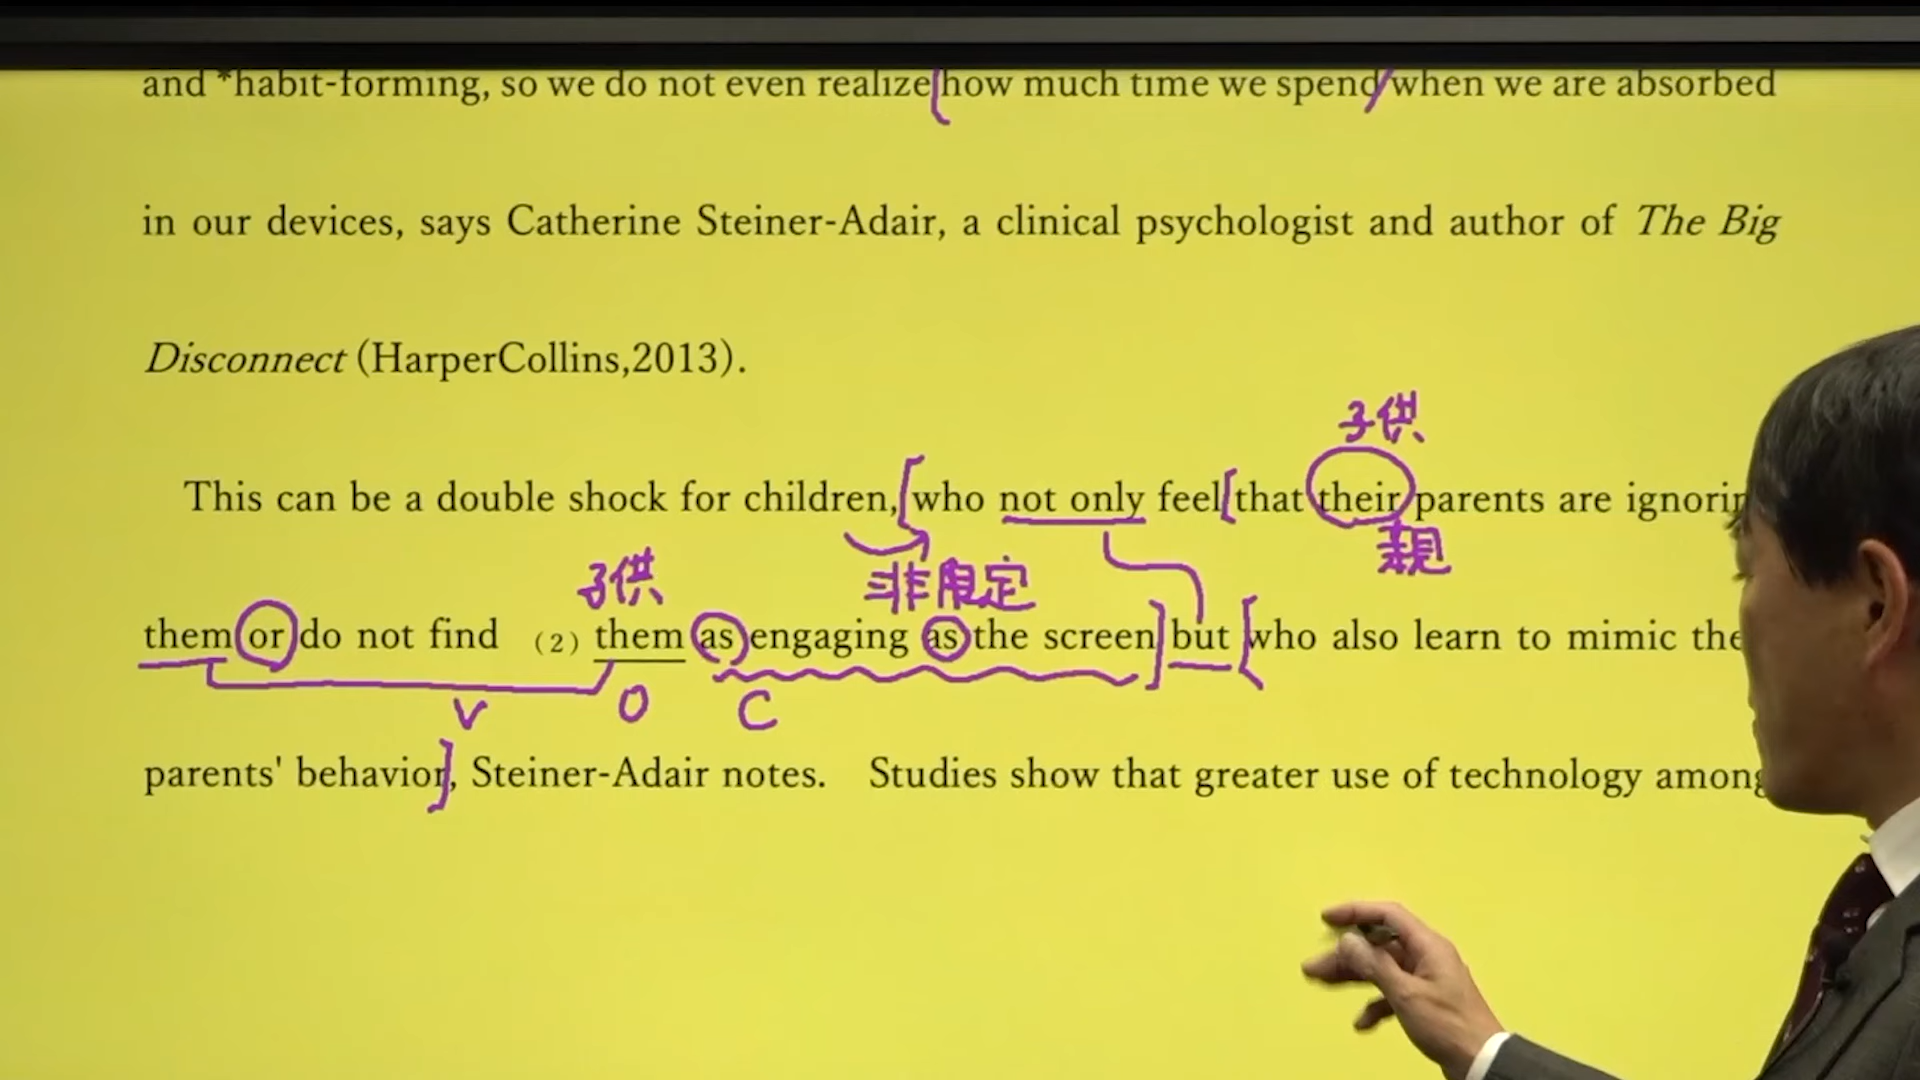 and *habit-forming, so we do not even realize how much time we spend when we are absorbed
in our devices, says Catherine Steiner-Adair, a clinical psychologist and author of The Big
Disconnect (HarperCollins,2013).
子供
This can be a double shock for children, who not only feel that their parents are
子供 非限定 親
them or do not find (2) them as engaging as the screen but who also learn to mimic
V O C
parents' behavior, Steiner-Adair notes. Studies show that greater use of technology